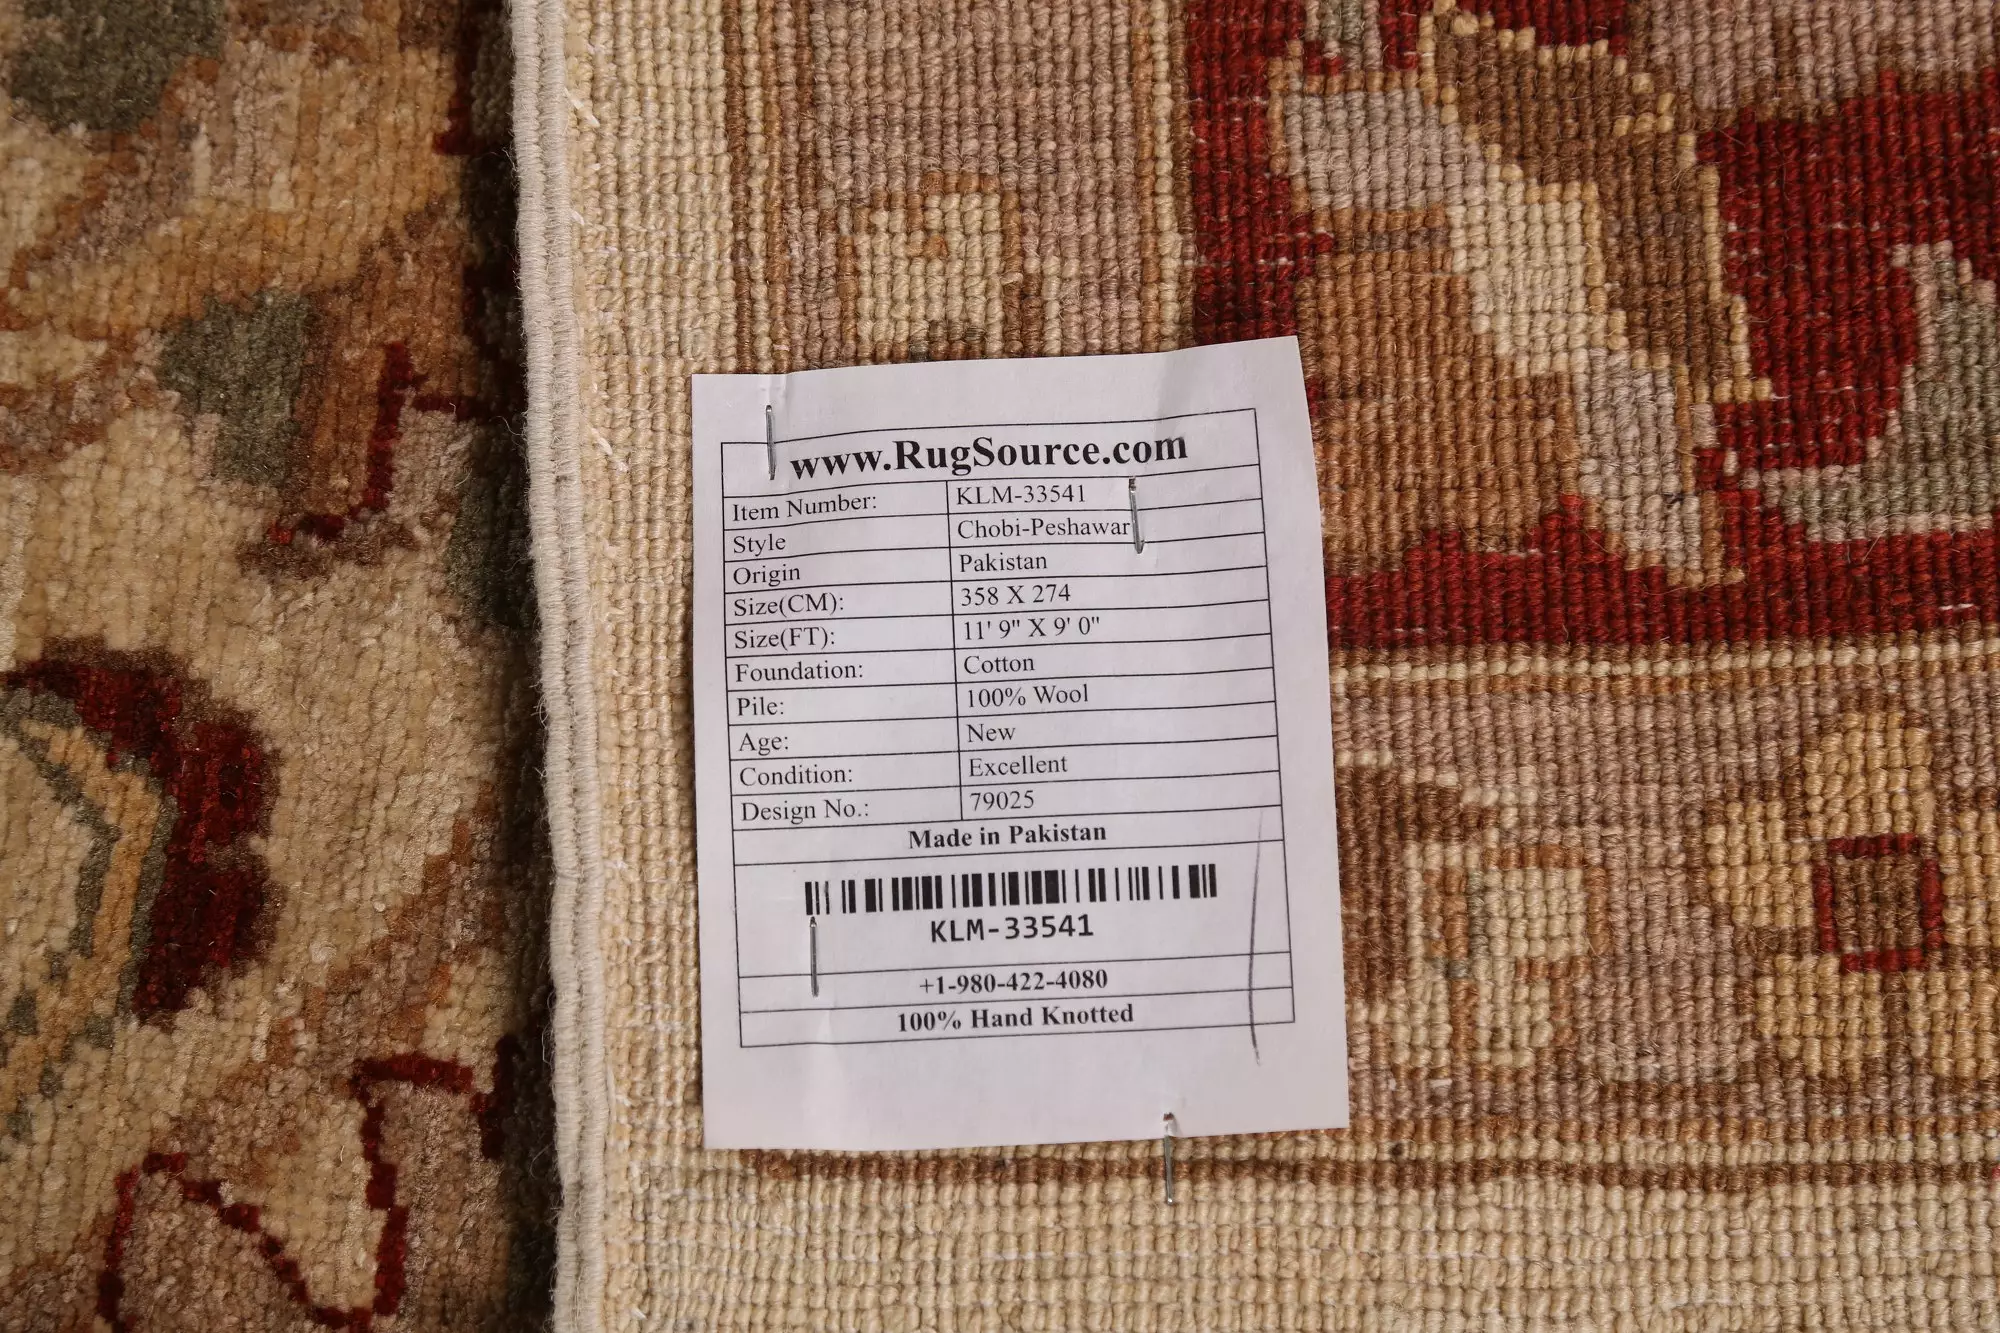 www.RugSource.com
Item Number: KLM-33541
Style Chobi-Peshawar
Origin Pakistan
Size(CM): 358 X 274
Size(FT): 11' 9" X 9' 0"
Foundation: Cotton
Pile: 100% Wool
Age: New
Condition: Excellent
Design No.: 79025
Made in Pakistan
KLM-33541
+1-980-422-4080
100% Hand Knotted